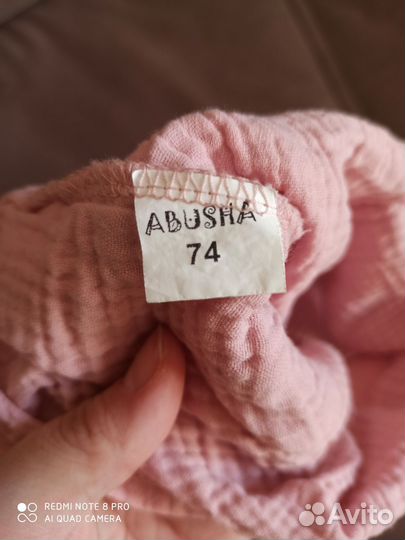 ABUSHA
74
REDMI NOTE 8 PRO
AI QUAD CAMERA
Avito